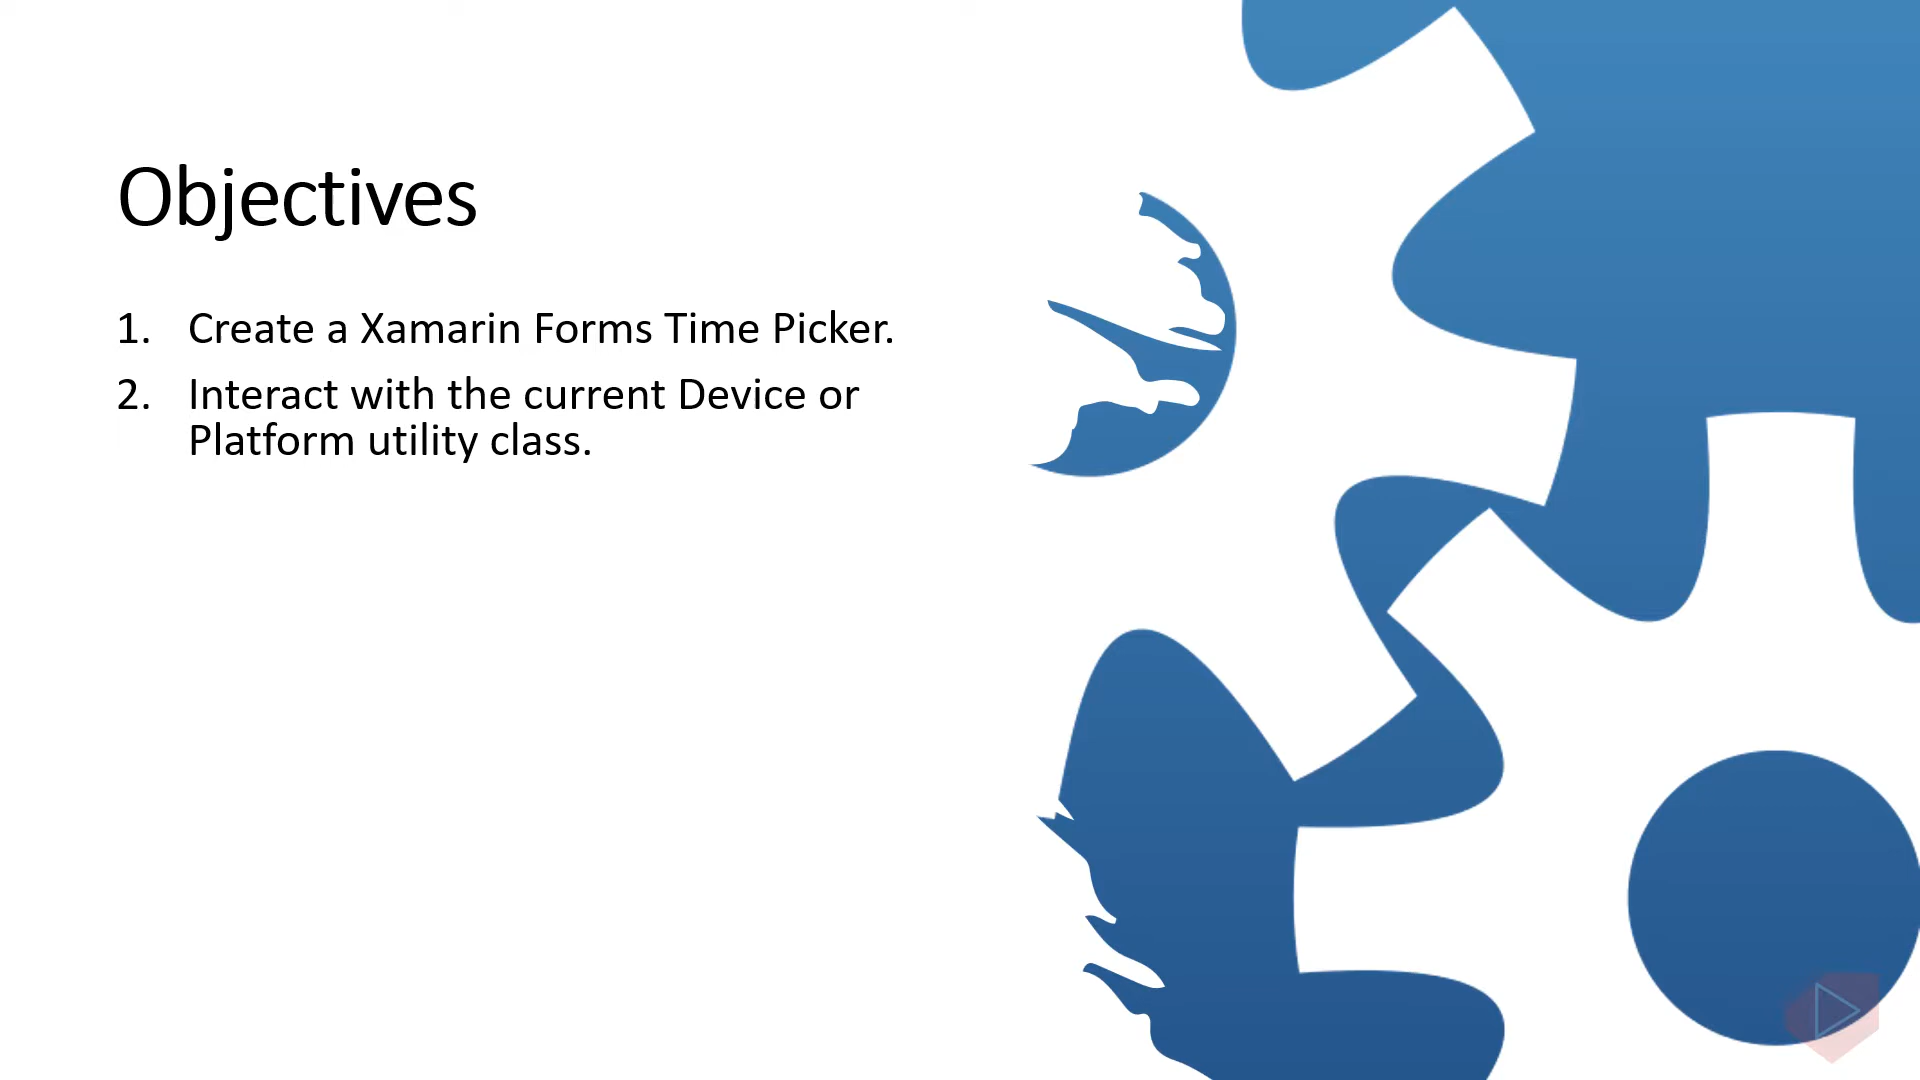 Objectives
1. Create a Xamarin Forms Time Picker.
2. Interact with the current Device or
Platform utility class.